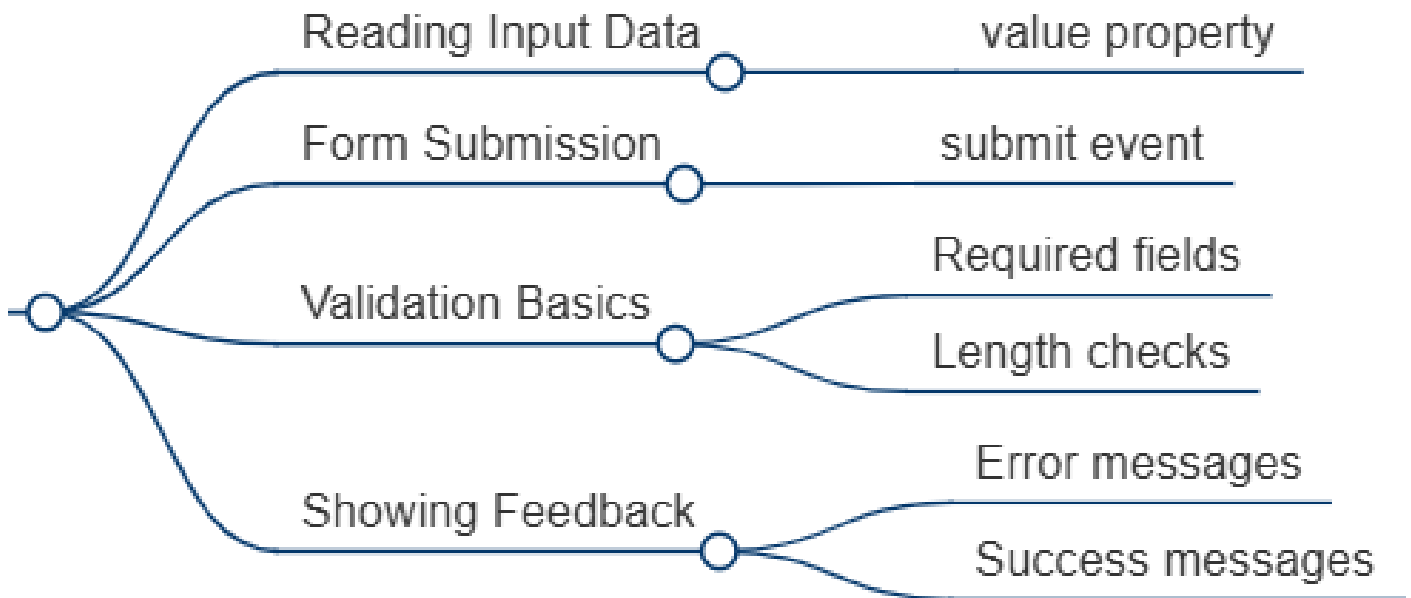 Reading Input Data
value property
Form Submission
submit event
Validation Basics
Required fields
Length checks
Showing Feedback
Error messages
Success messages